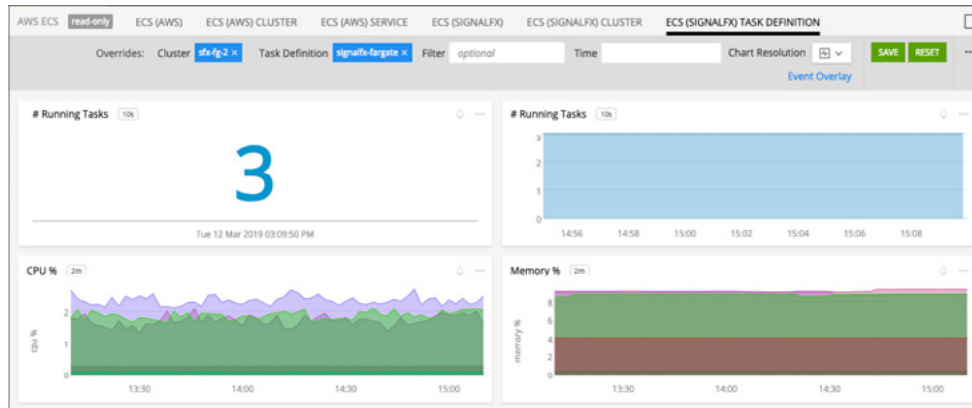 AWS ECS read-only ECS (AWS) ECS (AWS) CLUSTER ECS (AWS) SERVICE ECS (SIGNALFX) ECS (SIGNALFX) CLUSTER ECS (SIGNALFX) TASK DEFINITION
Overrides: Cluster sfx-fg-2 × Task Definition signalfx-fargate × Filter optional Time Chart Resolution SAVE RESET ...
Event Overlay
# Running Tasks 10s ...
3
Tue 12 Mar 2019 03:09:50 PM
# Running Tasks 10s ...
3
2
1
0
14:56 14:58 15:00 15:02 15:04 15:06 15:08
CPU % 2m ...
cpu %
2
1
0
13:30 14:00 14:30 15:00
Memory % 2m ...
memory %
8
6
4
2
0
13:30 14:00 14:30 15:00